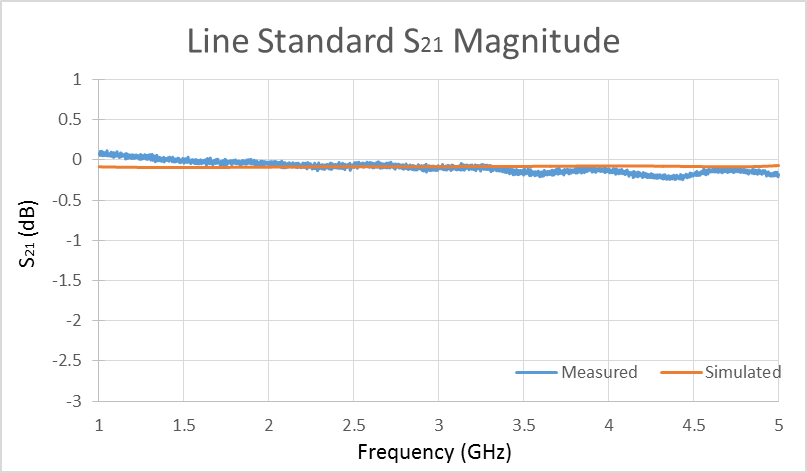 Line Standard S21 Magnitude
1
0.5
0
-0.5
-1
-1.5
-2
-2.5
-3
S21 (dB)
Measured
Simulated
1 1.5 2 2.5 3 3.5 4 4.5 5
Frequency (GHz)